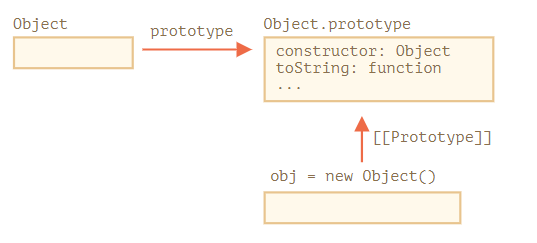 Object
prototype
Object.prototype
constructor: Object
toString: function
...
[[Prototype]]
obj = new Object()